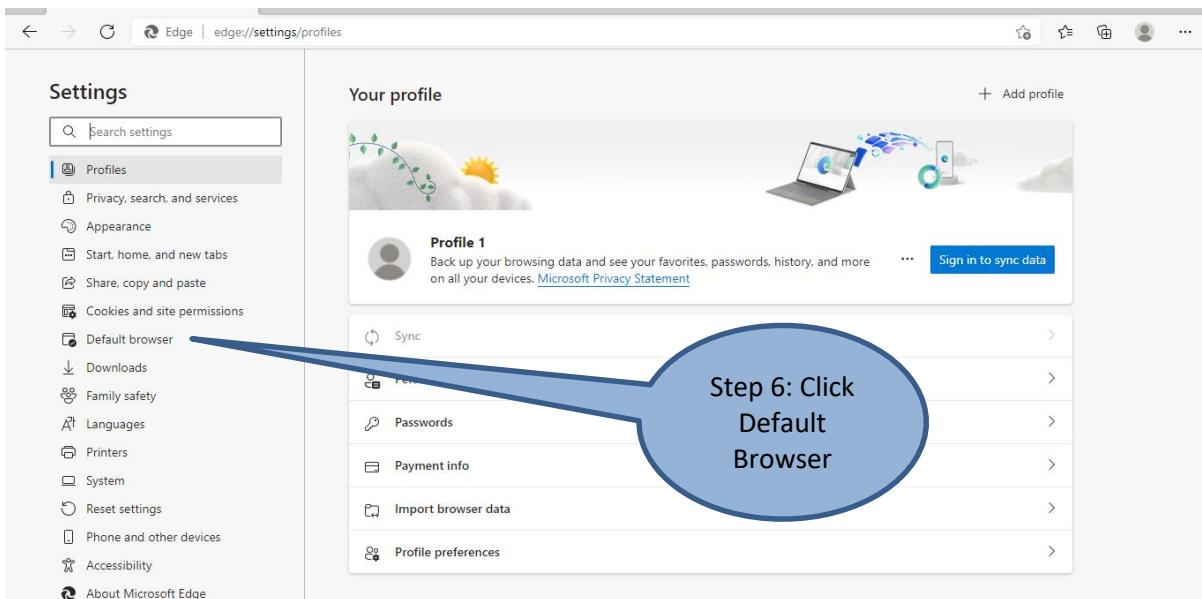 Edge | edge://settings/profiles
Settings
Search settings
Profiles
Privacy, search, and services
Appearance
Start, home, and new tabs
Share, copy and paste
Cookies and site permissions
Default browser
Downloads
Family safety
Languages
Printers
System
Reset settings
Phone and other devices
Accessibility
About Microsoft Edge
Your profile
+ Add profile
Profile 1
Back up your browsing data and see your favorites, passwords, history, and more
on all your devices. Microsoft Privacy Statement
Sign in to sync data
Sync
Passwords
Payment info
Import browser data
Profile preferences
Step 6: Click
Default
Browser